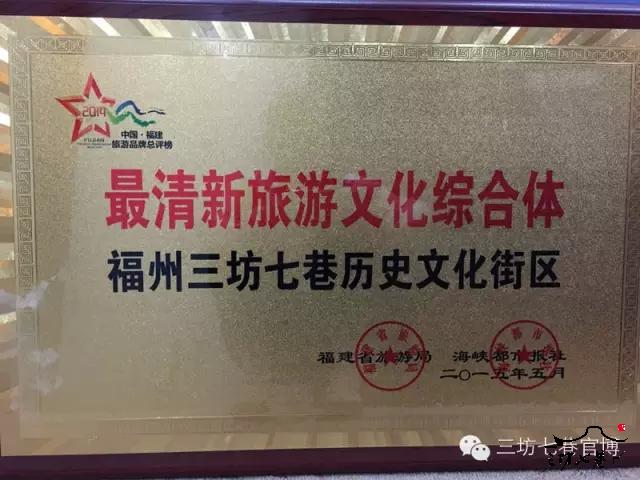 2014
中国·福建
旅游品牌总评榜
最清新旅游文化综合体
福州三坊七巷历史文化街区
福建省旅游局 海峡都市报社
二〇一五年五月
三坊七巷官博